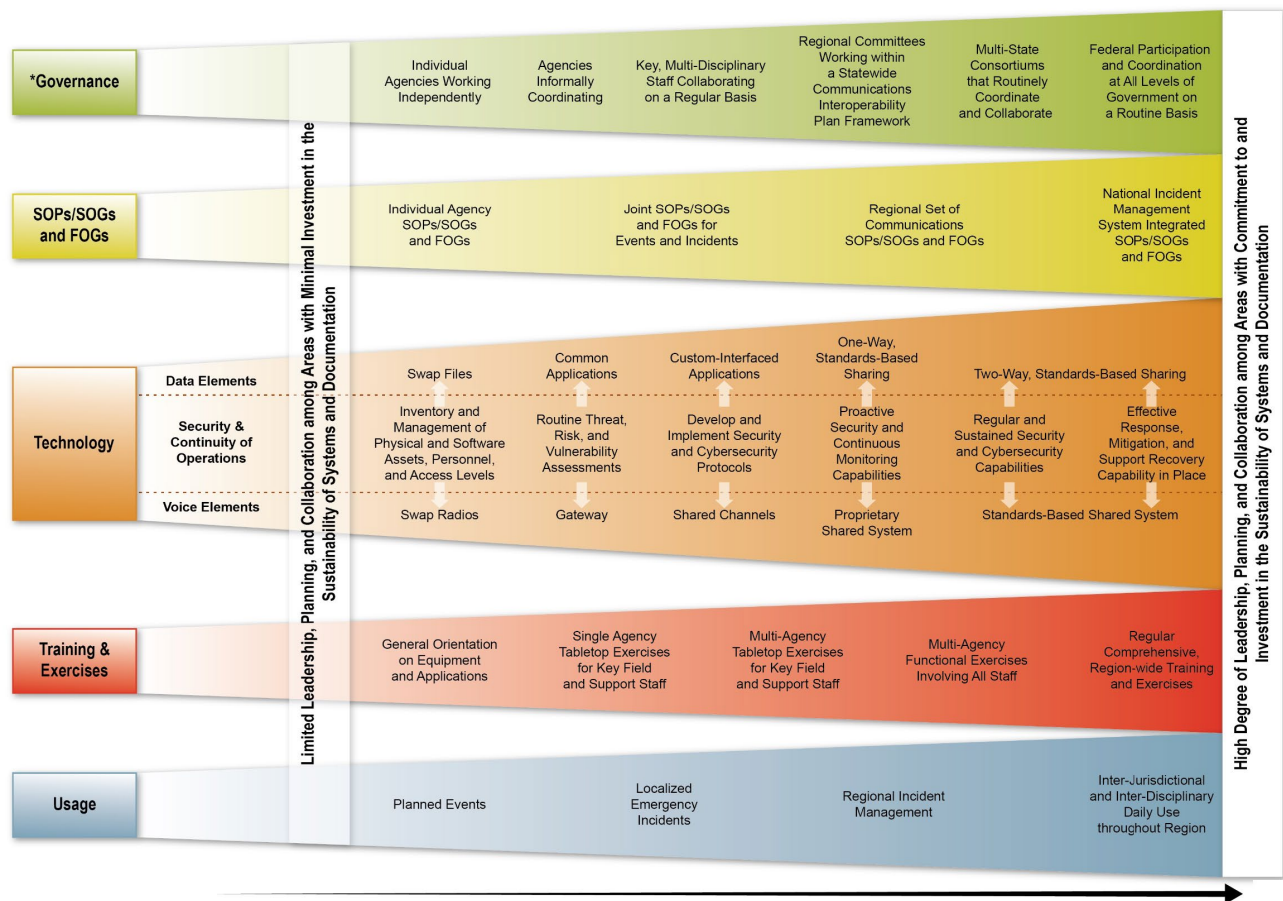 *Governance
Individual
Agencies Working
Independently
Agencies
Informally
Coordinating
Key, Multi-Disciplinary
Staff Collaborating
on a Regular Basis
Regional Committees
Working within
a Statewide
Communications
Interoperability
Plan Framework
Multi-State
Consortiums
that Routinely
Coordinate
and Collaborate
Federal Participation
and Coordination
at All Levels of
Government on
a Routine Basis
SOPs/SOGs
and FOGs
Individual Agency
SOPs/SOGs
and FOGs
Joint SOPs/SOGs
and FOGs for
Events and Incidents
Regional Set of
Communications
SOPs/SOGs and FOGs
National Incident
Management
System Integrated
SOPs/SOGs
and FOGs
Technology
Data Elements
Swap Files
Common
Applications
Custom-Interfaced
Applications
One-Way,
Standards-Based
Sharing
Two-Way, Standards-Based Sharing
Security &
Continuity of
Operations
Inventory and
Management of
Physical and Software
Assets, Personnel,
and Access Levels
Routine Threat,
Risk, and
Vulnerability
Assessments
Develop and
Implement Security
and Cybersecurity
Protocols
Proactive
Security and
Continuous
Monitoring
Capabilities
Regular and
Sustained Security
and Cybersecurity
Capabilities
Effective
Response,
Mitigation, and
Support Recovery
Capability in Place
Voice Elements
Swap Radios
Gateway
Shared Channels
Proprietary
Shared System
Standards-Based Shared System
Training &
Exercises
General Orientation
on Equipment
and Applications
Single Agency
Tabletop Exercises
for Key Field
and Support Staff
Multi-Agency
Tabletop Exercises
for Key Field
and Support Staff
Multi-Agency
Functional Exercises
Involving All Staff
Regular
Comprehensive,
Region-wide Training
and Exercises
Usage
Planned Events
Localized
Emergency
Incidents
Regional Incident
Management
Inter-Jurisdictional
and Inter-Disciplinary
Daily Use
throughout Region
Limited Leadership, Planning, and Collaboration among Areas with Minimal Investment in the
Sustainability of Systems and Documentation
High Degree of Leadership, Planning, and Collaboration among Areas with Commitment to and
Investment in the Sustainability of Systems and Documentation